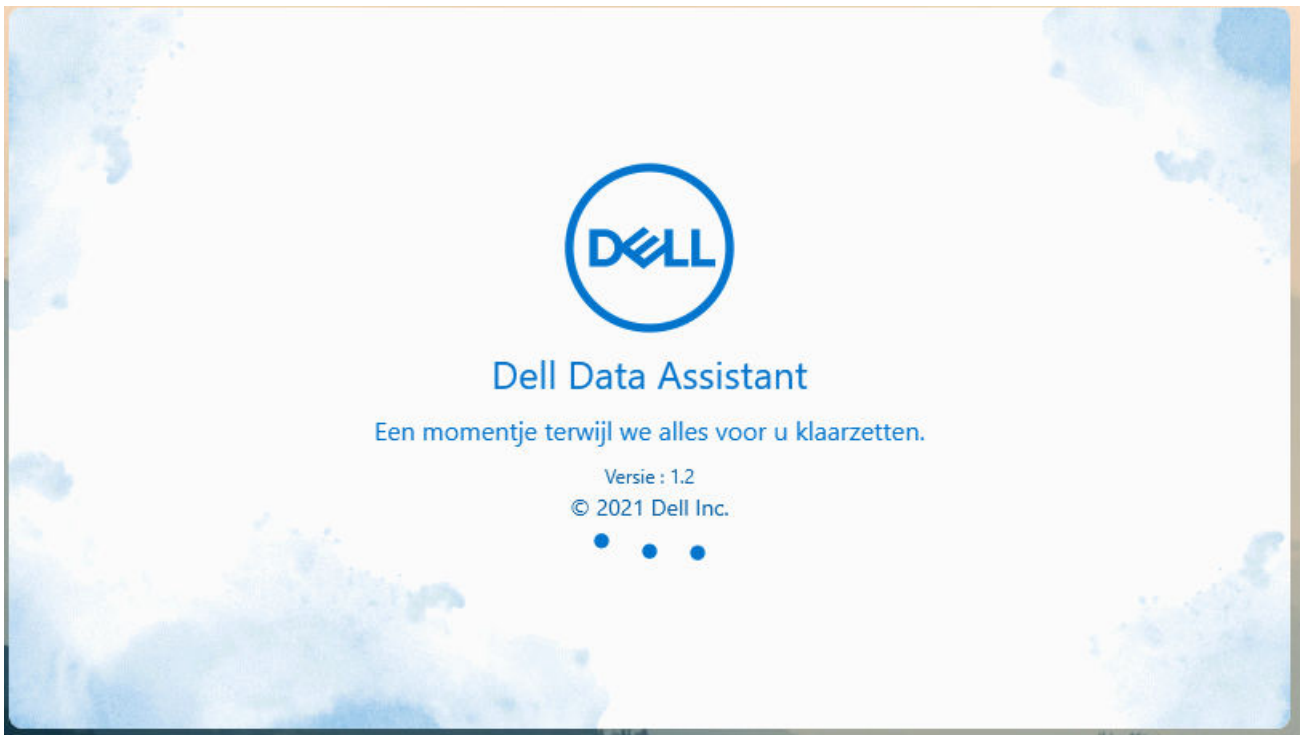 DELL
Dell Data Assistant
Een momentje terwijl we alles voor u klaarzetten.
Versie : 1.2
© 2021 Dell Inc.